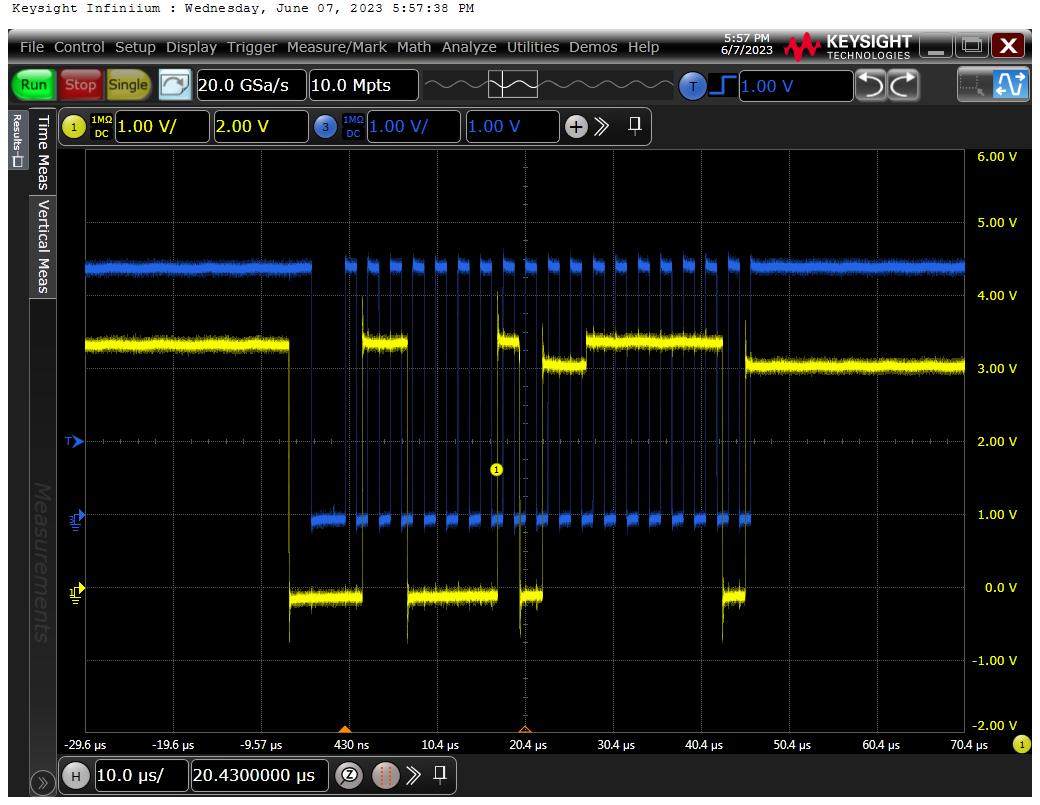 Keysight Infiniium : Wednesday, June 07, 2023 5:57:38 PM
File Control Setup Display Trigger Measure/Mark Math Analyze Utilities Demos Help
5:57 PM
6/7/2023
KEYSIGHT
TECHNOLOGIES
Run Stop Single 20.0 GSa/s 10.0 Mpts T 1.00 V
1 1MΩ DC 1.00 V/ 2.00 V 3 1MΩ DC 1.00 V/ 1.00 V
Results
Time Meas
Vertical Meas
Measurements
6.00 V
5.00 V
4.00 V
3.00 V
T 2.00 V
1
3 1.00 V
1 0.0 V
-1.00 V
-2.00 V
-29.6 µs -19.6 µs -9.57 µs 430 ns 10.4 µs 20.4 µs 30.4 µs 40.4 µs 50.4 µs 60.4 µs 70.4 µs 1
H 10.0 µs/ 20.4300000 µs Z